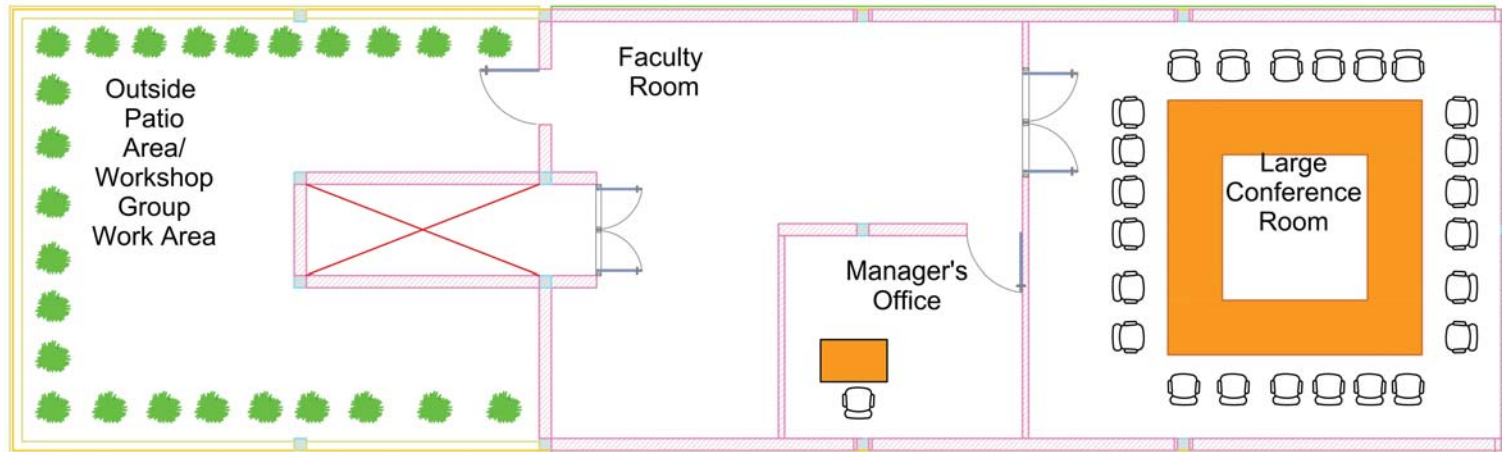 Outside
Patio
Area/
Workshop
Group
Work Area
Faculty
Room
Manager's
Office
Large
Conference
Room